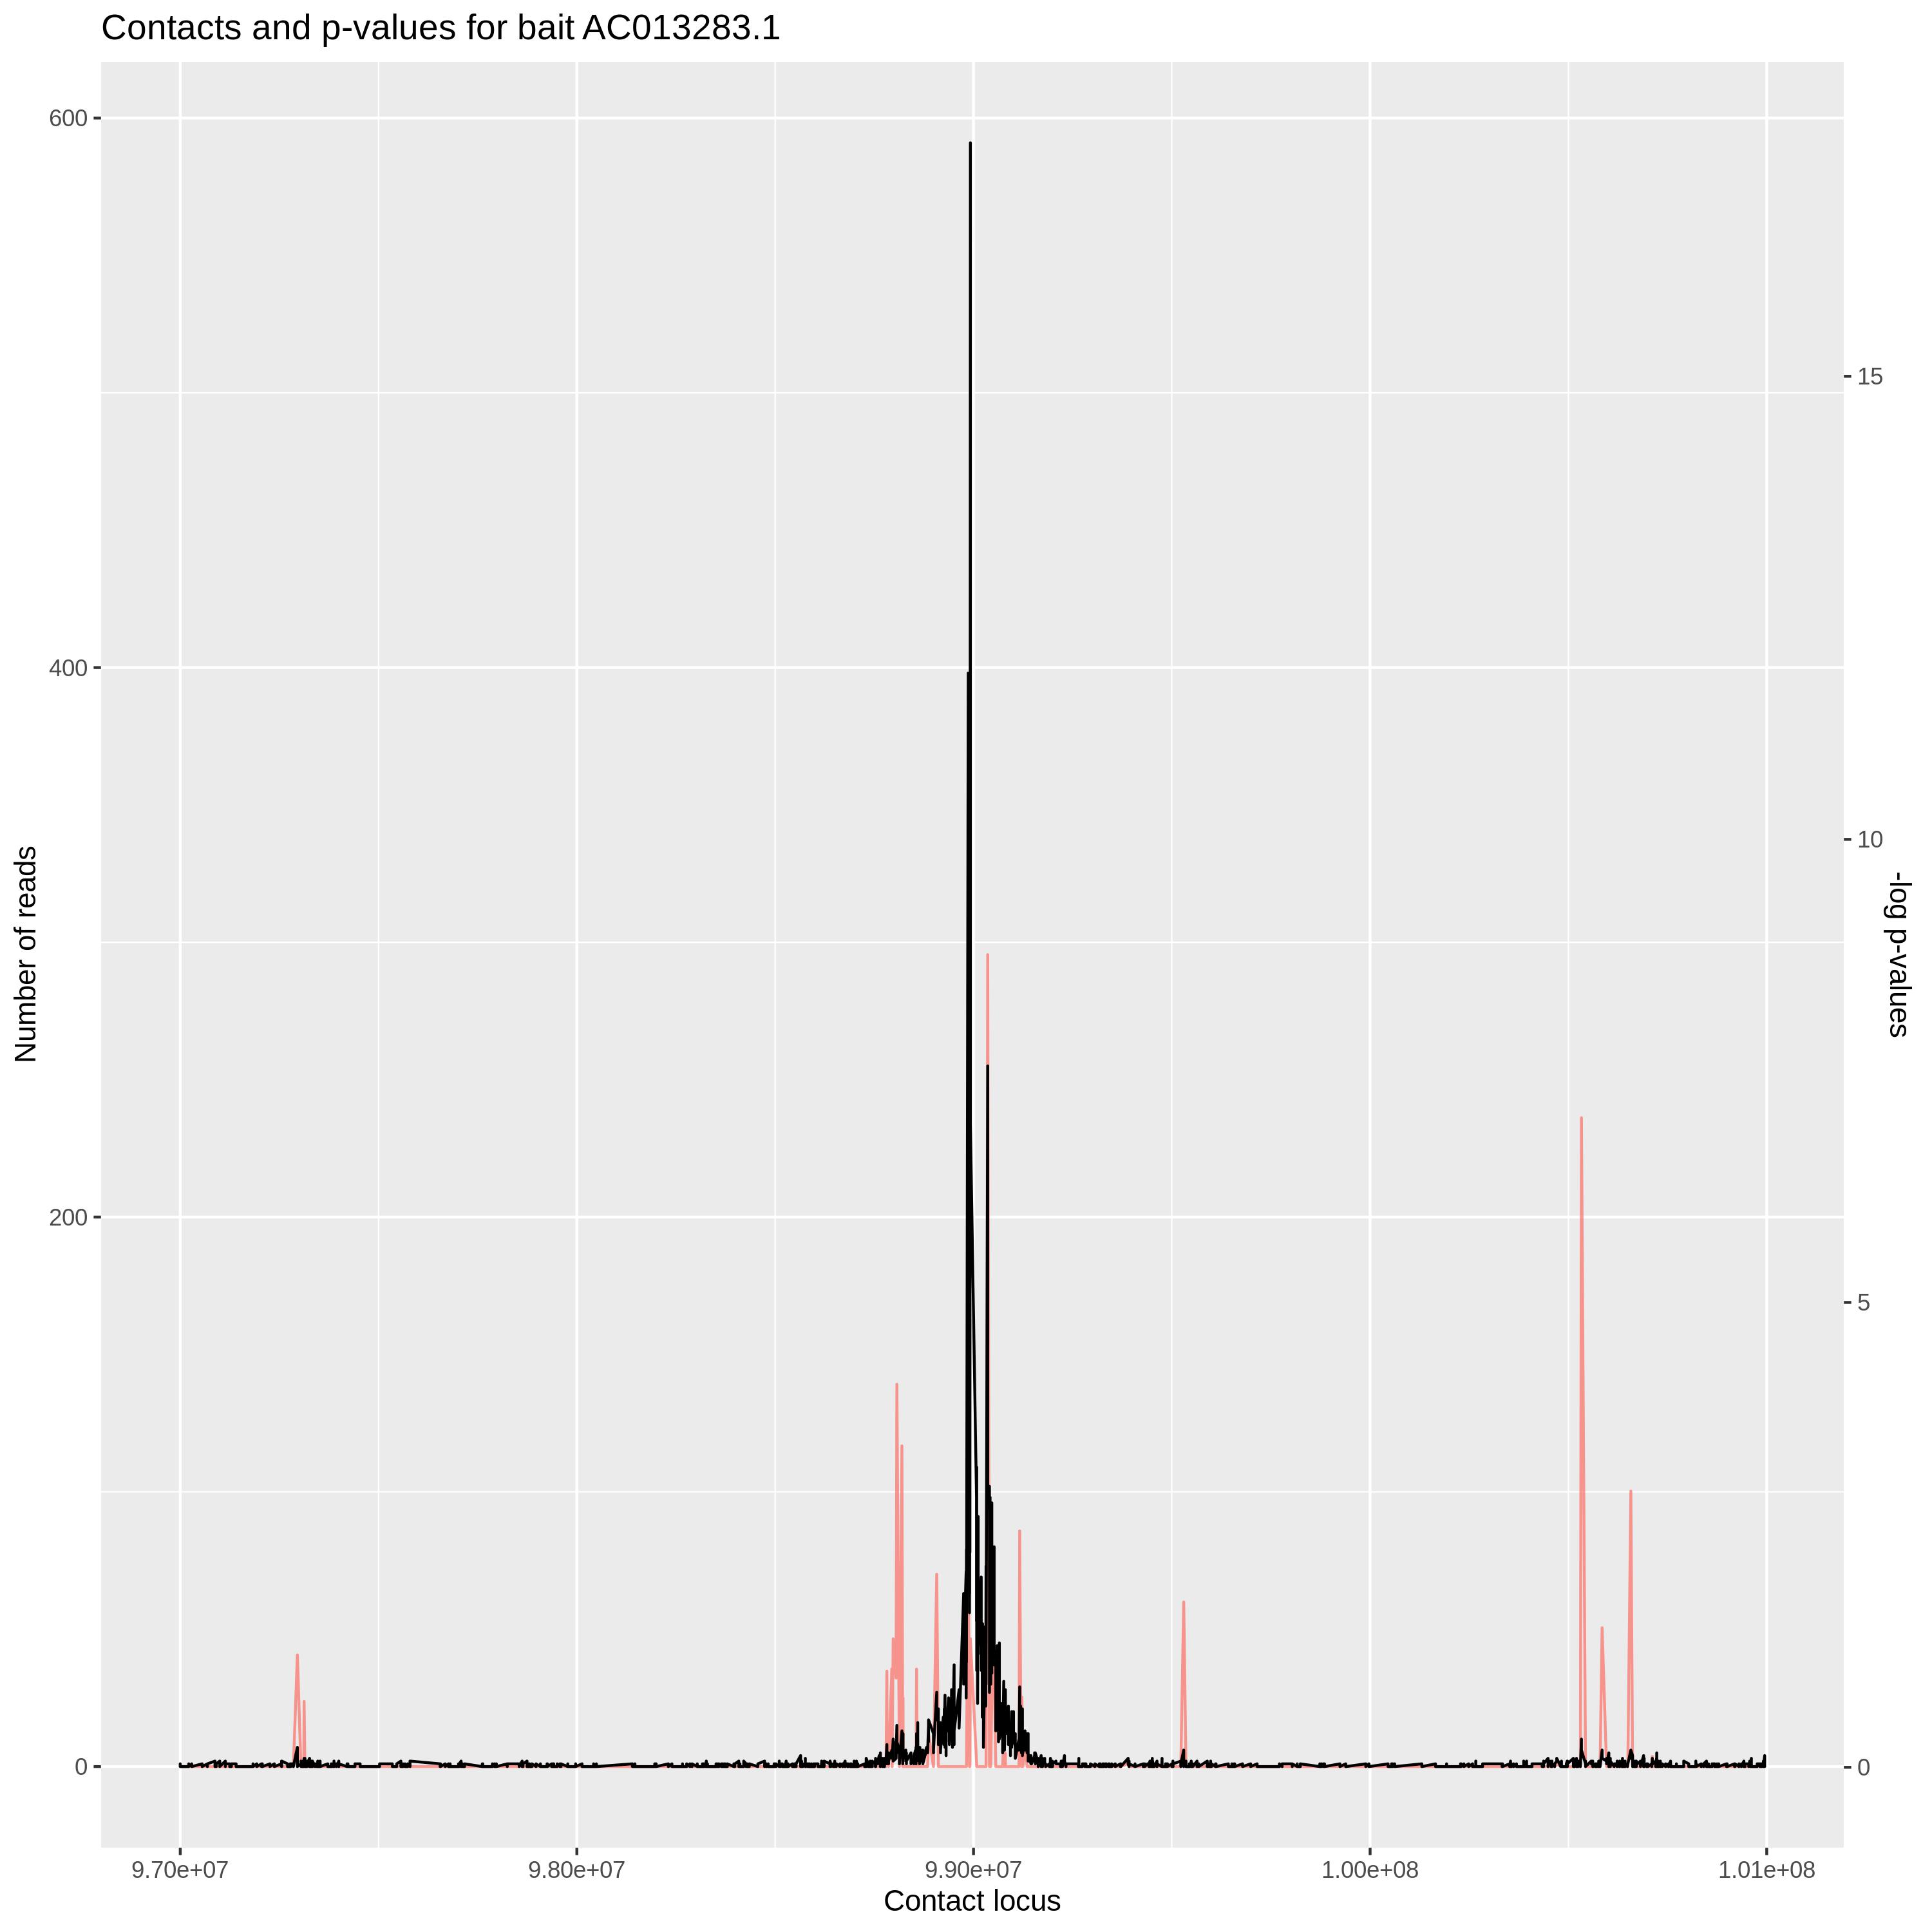 Contacts and p-values for bait AC013283.1
600
400
200
0
Number of reads
15
10
5
0
-log p-values
9.70e+07 9.80e+07 9.90e+07 1.00e+08 1.01e+08
Contact locus